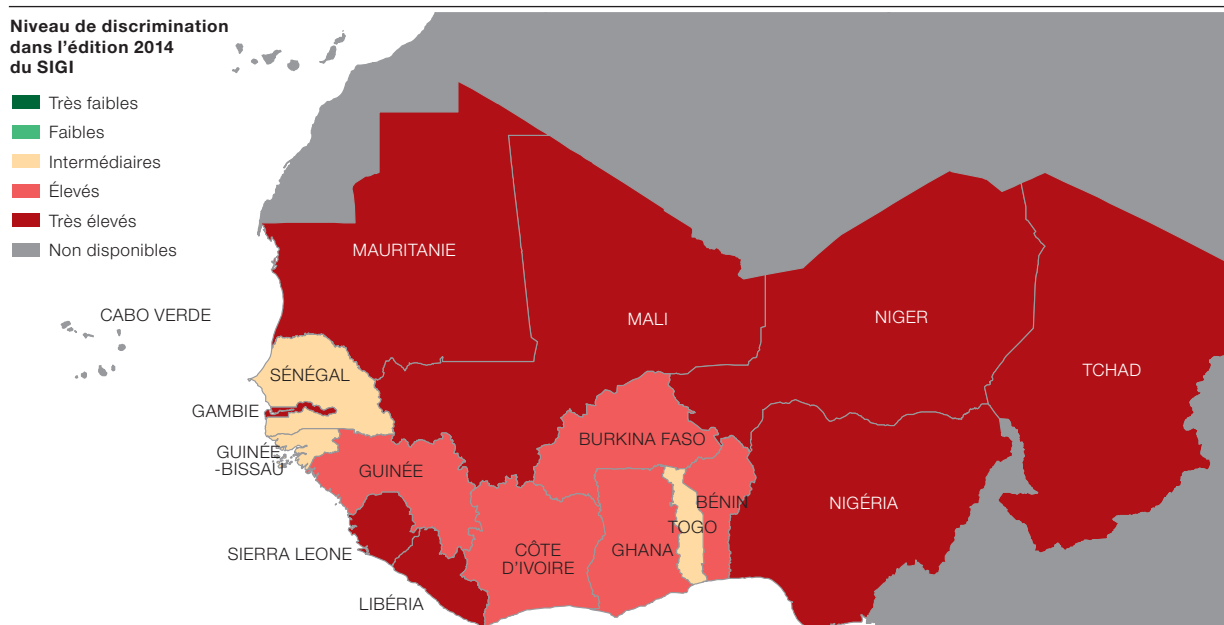 Niveau de discrimination
dans l'édition 2014
du SIGI
Très faibles
Faibles
Intermédiaires
Élevés
Très élevés
Non disponibles
MAURITANIE
CABO VERDE
MALI
NIGER
TCHAD
SÉNÉGAL
GAMBIE
GUINÉE
-BISSAU
GUINÉE
BURKINA FASO
BÉNIN
NIGÉRIA
TOGO
SIERRA LEONE
CÔTE
D'IVOIRE
GHANA
LIBÉRIA